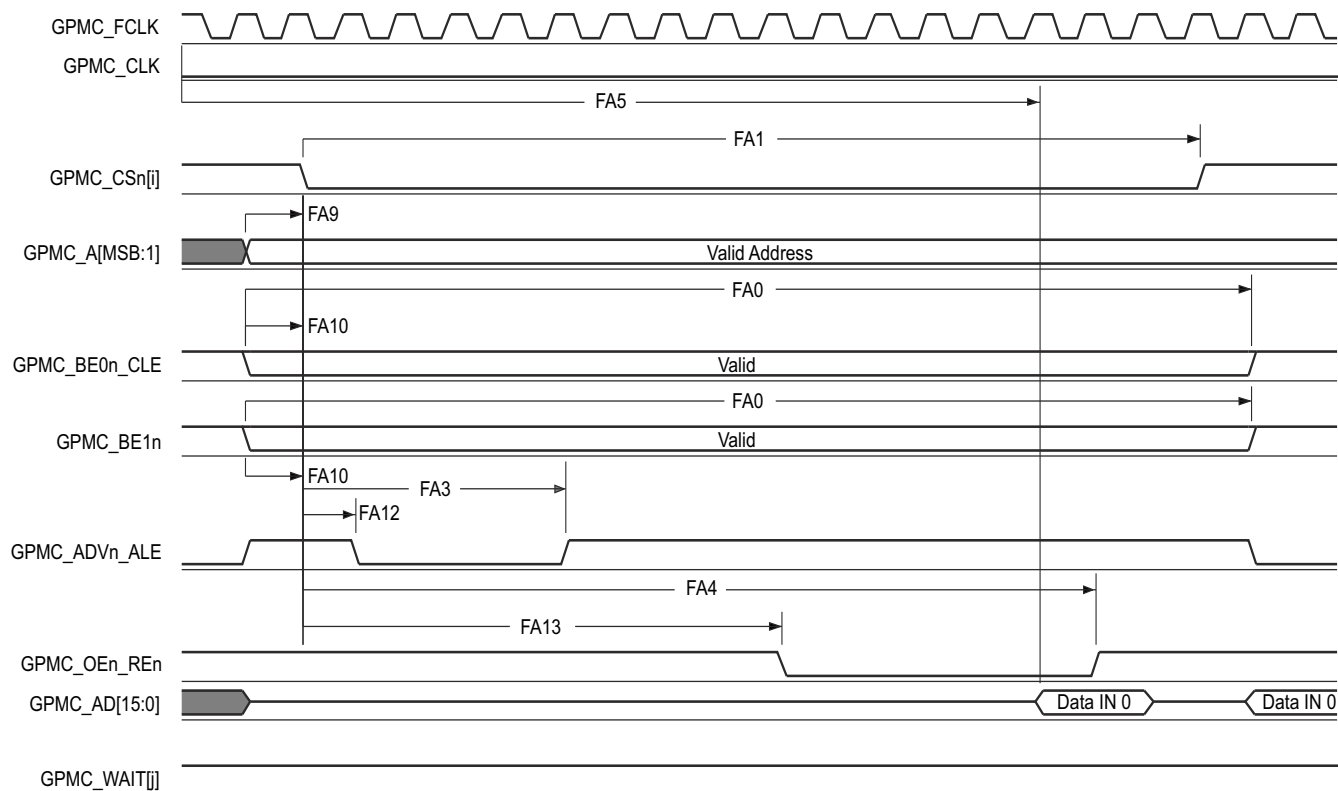 GPMC_FCLK
GPMC_CLK
FA5
FA1
GPMC_CSn[i]
FA9
GPMC_A[MSB:1]
Valid Address
FA0
FA10
GPMC_BE0n_CLE
Valid
FA0
GPMC_BE1n
Valid
FA10
FA3
FA12
GPMC_ADVn_ALE
FA4
FA13
GPMC_OEn_REn
GPMC_AD[15:0]
Data IN 0
Data IN 0
GPMC_WAIT[j]